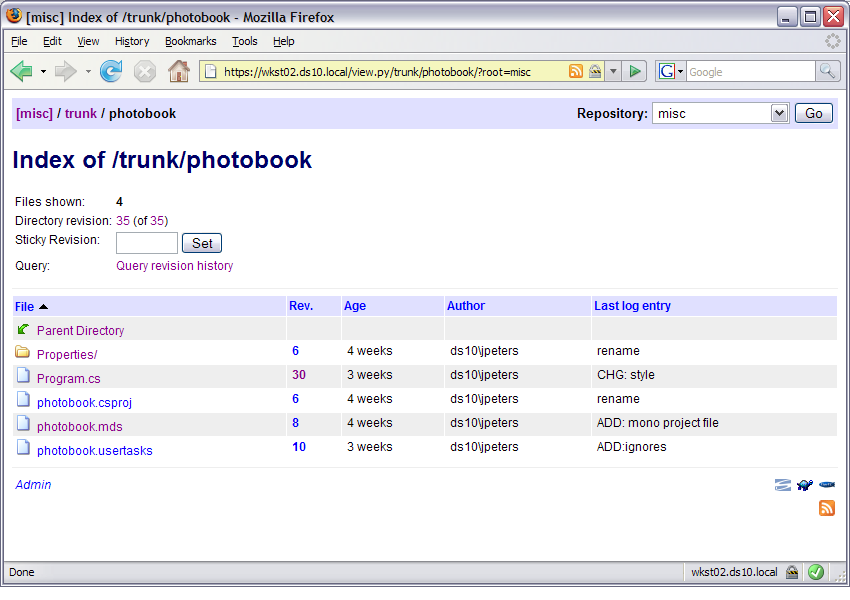 [misc] Index of /trunk/photobook - Mozilla Firefox
File Edit View History Bookmarks Tools Help
https://wkst02.ds10.local/view.py/trunk/photobook/?root=misc G Google
[misc] / trunk / photobook Repository: misc Go
Index of /trunk/photobook
Files shown: 4
Directory revision: 35 (of 35)
Sticky Revision: Set
Query: Query revision history
File Rev. Age Author Last log entry
Parent Directory
Properties/ 6 4 weeks ds10\jpeters rename
Program.cs 30 3 weeks ds10\jpeters CHG: style
photobook.csproj 6 4 weeks ds10\jpeters rename
photobook.mds 8 4 weeks ds10\jpeters ADD: mono project file
photobook.usertasks 10 3 weeks ds10\jpeters ADD:ignores
Admin
Done wkst02.ds10.local